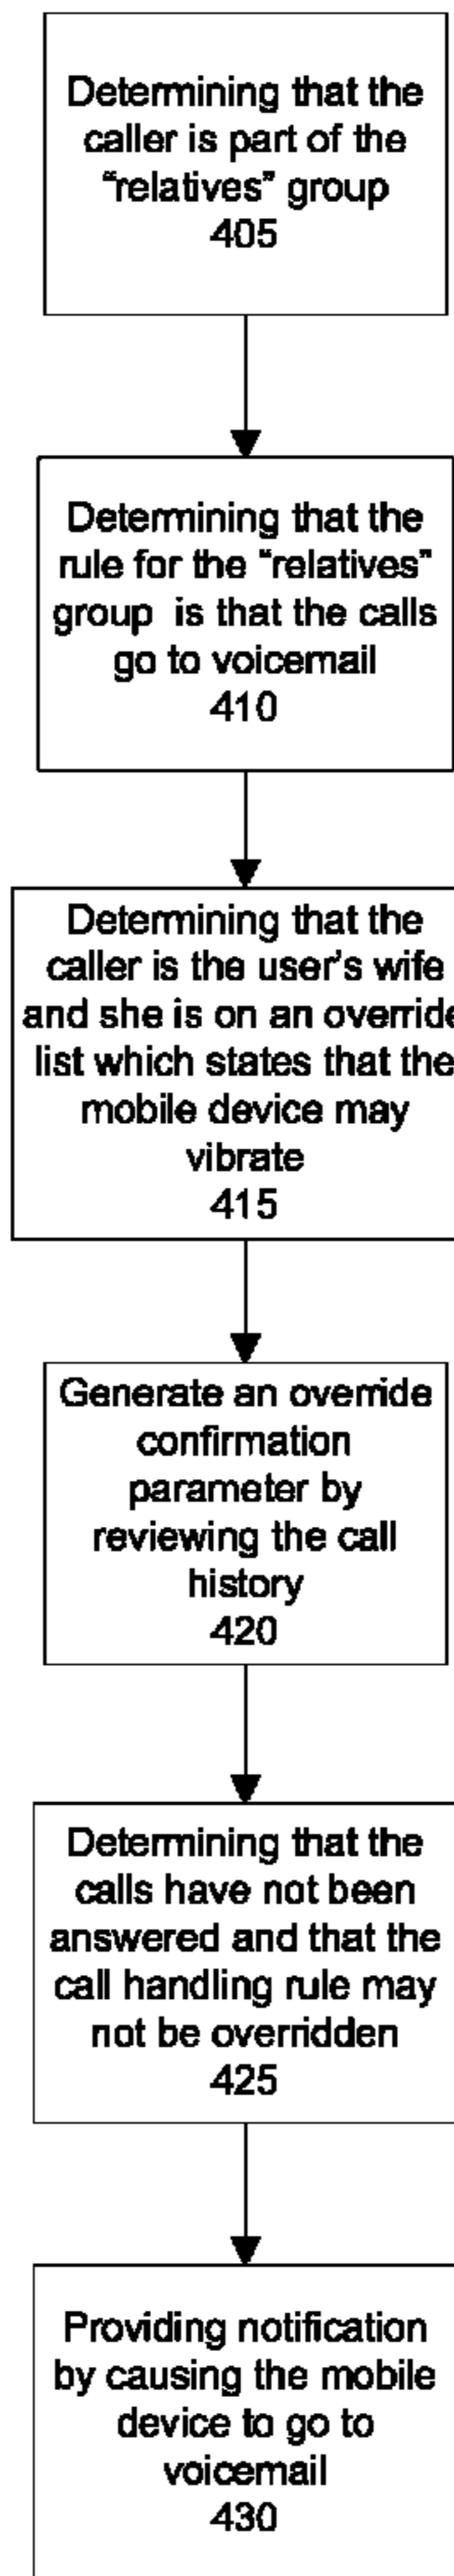 Determining that the
caller is part of the
“relatives” group
405
Determining that the
rule for the “relatives”
group is that the calls
go to voicemail
410
Determining that the
caller is the user's wife
and she is on an override
list which states that the
mobile device may
vibrate
415
Generate an override
confirmation
parameter by
reviewing the call
history
420
Determining that the
calls have not been
answered and that the
call handling rule may
not be overridden
425
Providing notification
by causing the mobile
device to go to
voicemail
430